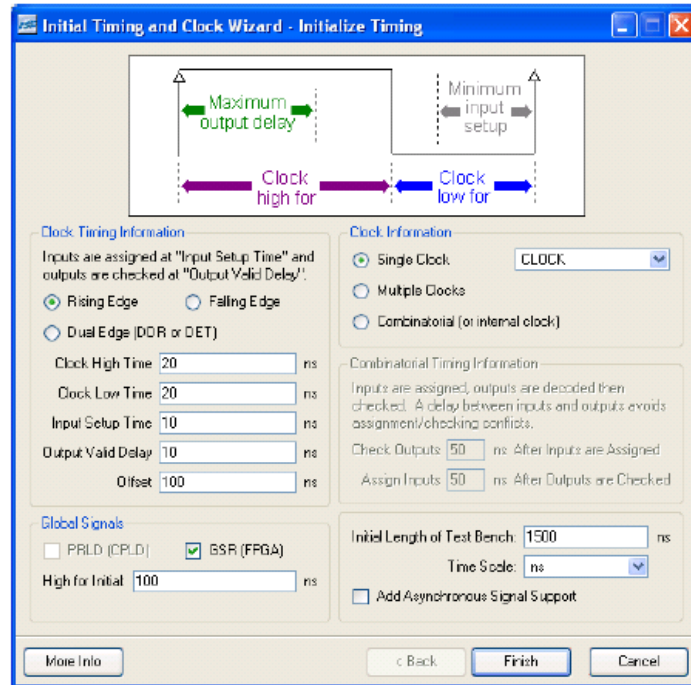 Initial Timing and Clock Wizard - Initialize Timing
Maximum
output delay
Minimum
input
setup
Clock
high for
Clock
low for
Clock Timing Information
Inputs are assigned at "Input Setup Time" and
outputs are checked at "Output Valid Delay".
Rising Edge
Falling Edge
Dual Edge (DDR or DET)
Clock High Time 20 ns
Clock Low Time 20 ns
Input Setup Time 10 ns
Output Valid Delay 10 ns
Offset 100 ns
Global Signals
PRLD (CPLD)
GSR (FPGA)
High for Initial: 100 ns
Clock Information
Single Clock CLOCK
Multiple Clocks
Combinatorial (or internal clock)
Combinatorial Timing Information
Inputs are assigned, outputs are decoded then
checked. A delay between inputs and outputs avoids
assignment/checking conflicts.
Check Outputs 50 ns After Inputs are Assigned
Assign Inputs 50 ns After Outputs are Checked
Initial Length of Test Bench: 1500 ns
Time Scale: ns
Add Asynchronous Signal Support
More Info
< Back
Finish
Cancel